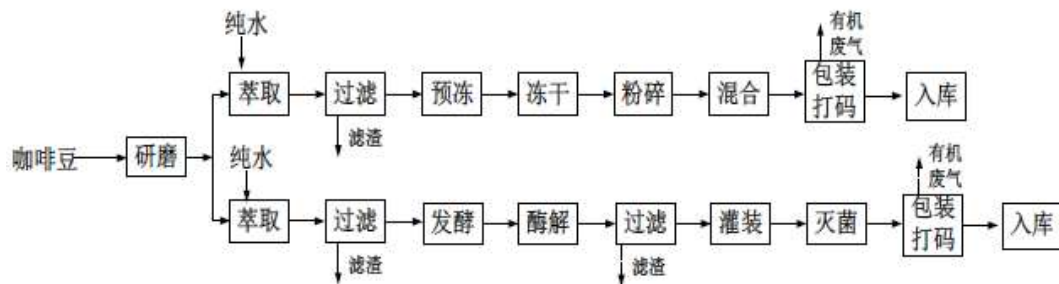 纯水
有机
废气
萃取
过滤
预冻
冻干
粉碎
混合
包装
打码
入库
滤渣
咖啡豆
研磨
纯水
有机
废气
萃取
过滤
发酵
酶解
过滤
灌装
灭菌
包装
打码
入库
滤渣
滤渣